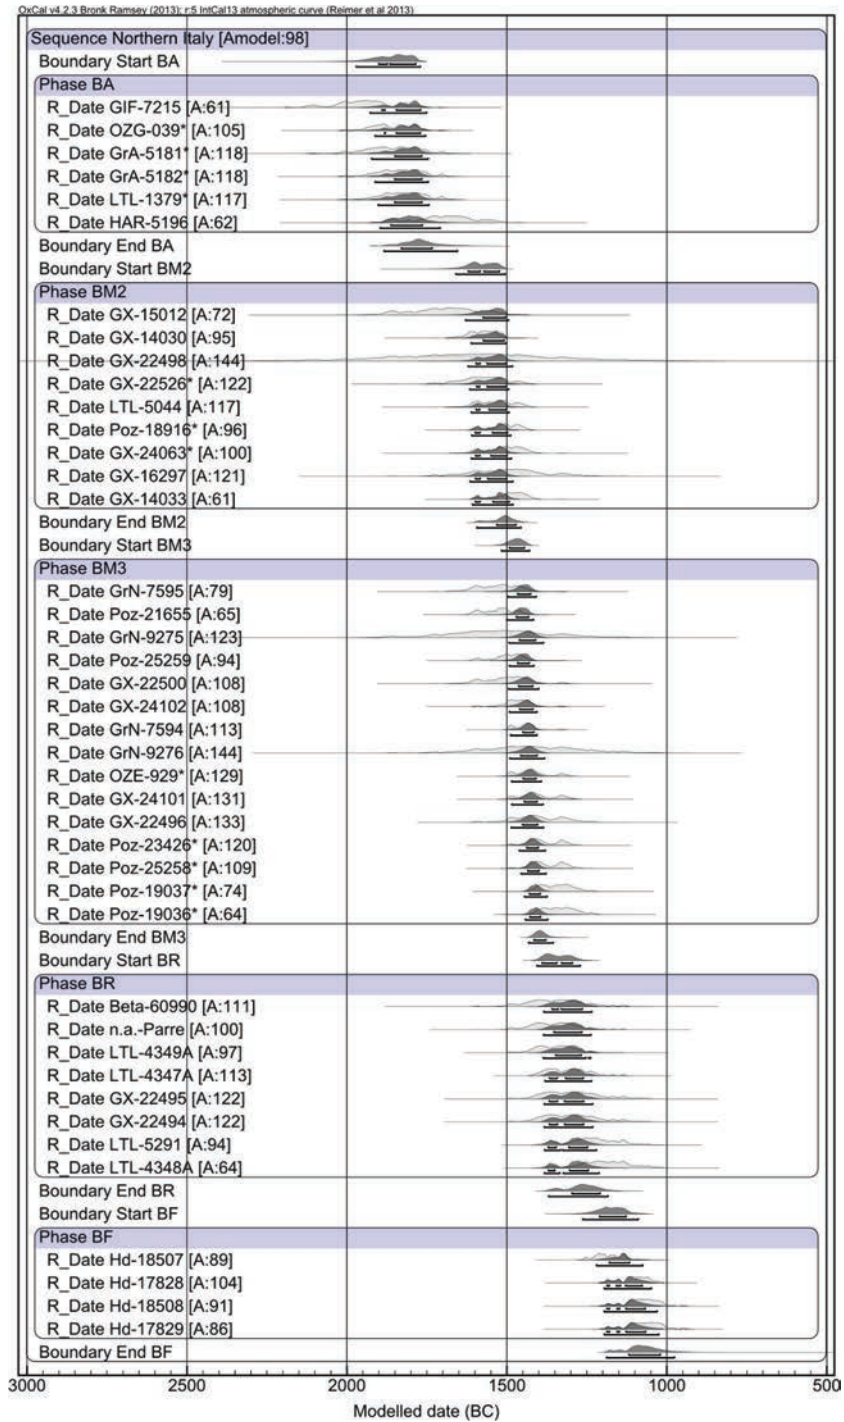 OxCal v4.2.3 Bronk Ramsey (2013); r:5 IntCal13 atmospheric curve (Reimer et al 2013)
Sequence Northern Italy [Amodel:98]
Boundary Start BA
Phase BA
R_Date GIF-7215 [A:61]
R_Date OZG-039* [A:105]
R_Date GrA-5181* [A:118]
R_Date GrA-5182* [A:118]
R_Date LTL-1379* [A:117]
R_Date HAR-5196 [A:62]
Boundary End BA
Boundary Start BM2
Phase BM2
R_Date GX-15012 [A:72]
R_Date GX-14030 [A:95]
R_Date GX-22498 [A:144]
R_Date GX-22526* [A:122]
R_Date LTL-5044 [A:117]
R_Date Poz-18916* [A:96]
R_Date GX-24063* [A:100]
R_Date GX-16297 [A:121]
R_Date GX-14033 [A:61]
Boundary End BM2
Boundary Start BM3
Phase BM3
R_Date GrN-7595 [A:79]
R_Date Poz-21655 [A:65]
R_Date GrN-9275 [A:123]
R_Date Poz-25259 [A:94]
R_Date GX-22500 [A:108]
R_Date GX-24102 [A:108]
R_Date GrN-7594 [A:113]
R_Date GrN-9276 [A:144]
R_Date OZE-929* [A:129]
R_Date GX-24101 [A:131]
R_Date GX-22496 [A:133]
R_Date Poz-23426* [A:120]
R_Date Poz-25258* [A:109]
R_Date Poz-19037* [A:74]
R_Date Poz-19036* [A:64]
Boundary End BM3
Boundary Start BR
Phase BR
R_Date Beta-60990 [A:111]
R_Date n.a.-Parre [A:100]
R_Date LTL-4349A [A:97]
R_Date LTL-4347A [A:113]
R_Date GX-22495 [A:122]
R_Date GX-22494 [A:122]
R_Date LTL-5291 [A:94]
R_Date LTL-4348A [A:64]
Boundary End BR
Boundary Start BF
Phase BF
R_Date Hd-18507 [A:89]
R_Date Hd-17828 [A:104]
R_Date Hd-18508 [A:91]
R_Date Hd-17829 [A:86]
Boundary End BF
3000 2500 2000 1500 1000 500
Modelled date (BC)